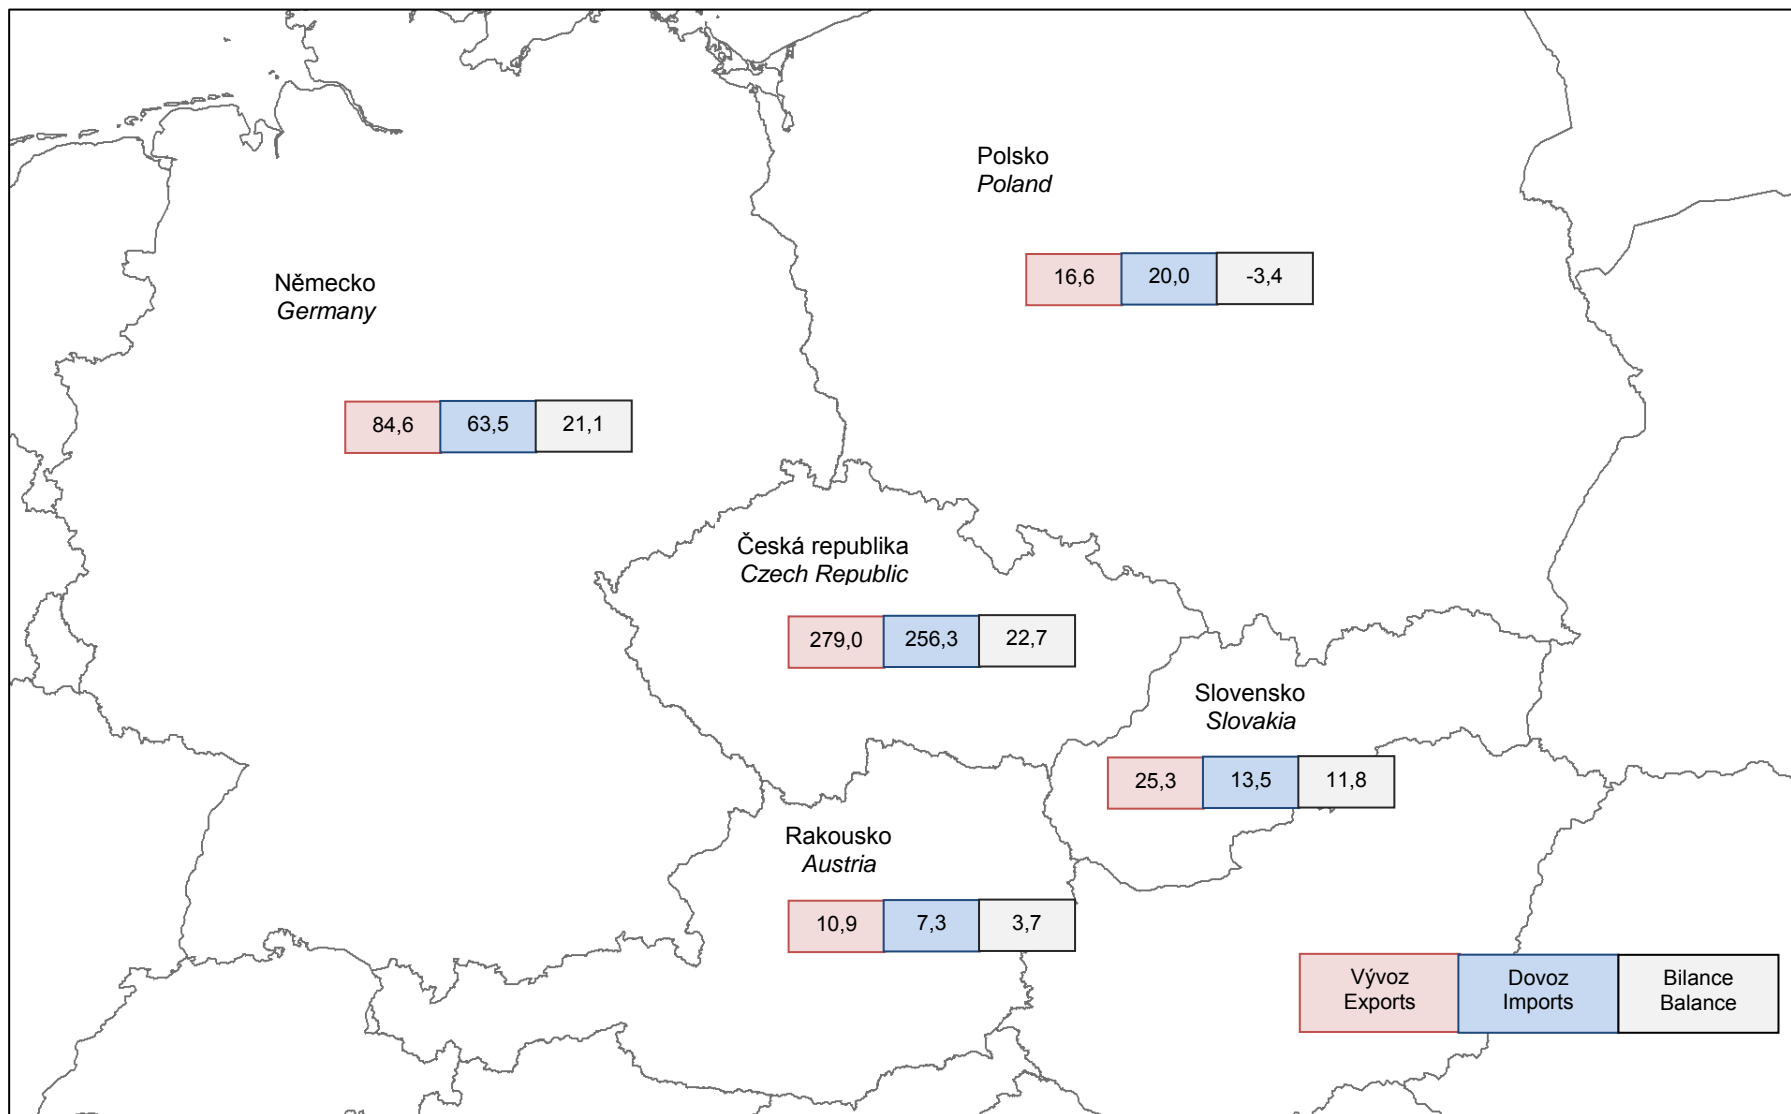 Polsko
Poland
16,6 20,0 -3,4
Německo
Germany
84,6 63,5 21,1
Česká republika
Czech Republic
279,0 256,3 22,7
Slovensko
Slovakia
25,3 13,5 11,8
Rakousko
Austria
10,9 7,3 3,7
Vývoz Dovoz Bilance
Exports Imports Balance